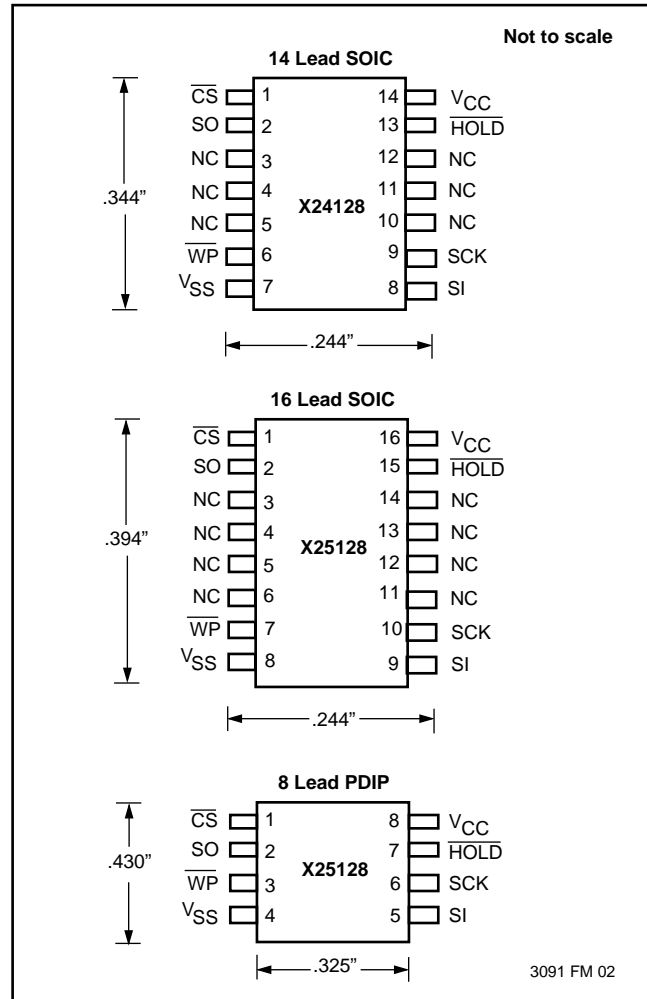 Not to scale
14 Lead SOIC
CS 1 14 VCC
SO 2 13 HOLD
NC 3 12 NC
NC 4 11 NC
.344” X24128
NC 5 10 NC
WP 6 9 SCK
VSS 7 8 SI
.244”
16 Lead SOIC
CS 1 16 VCC
SO 2 15 HOLD
NC 3 14 NC
NC 4 13 NC
.394” X25128
NC 5 12 NC
NC 6 11 NC
WP 7 10 SCK
VSS 8 9 SI
.244”
8 Lead PDIP
CS 1 8 VCC
SO 2 7 HOLD
.430” X25128
WP 3 6 SCK
VSS 4 5 SI
.325”
3091 FM 02